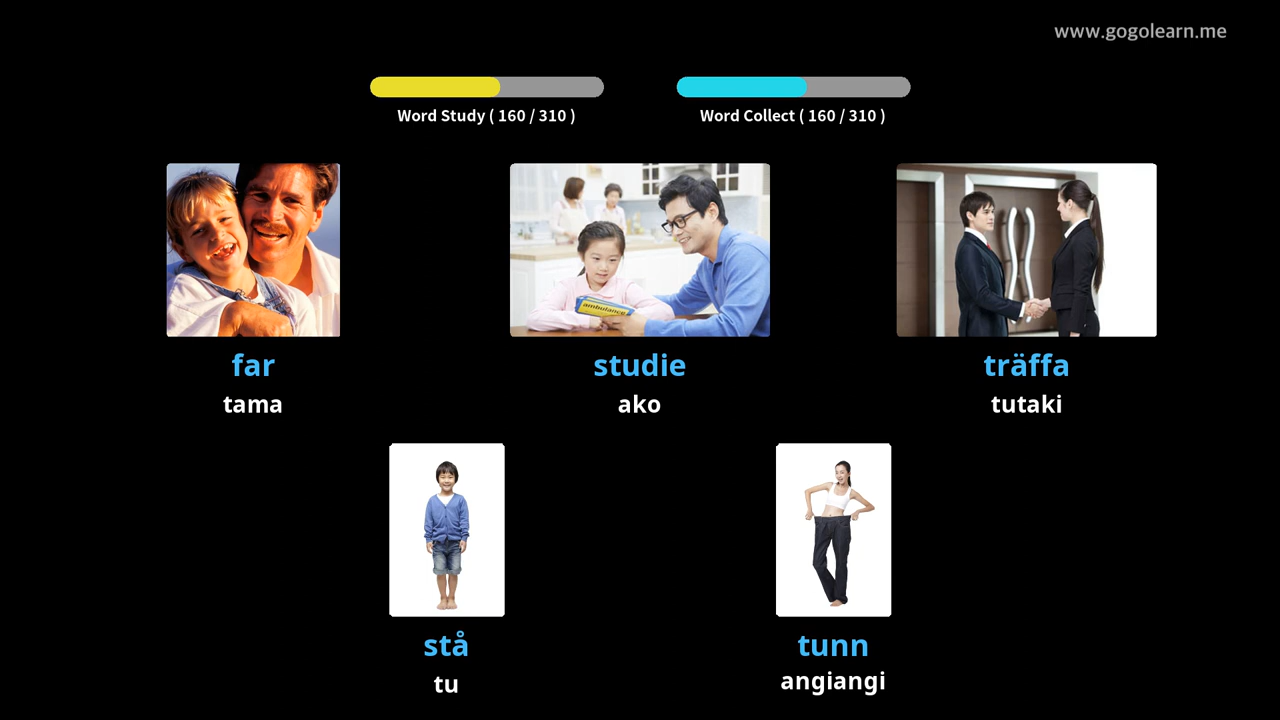 www.gogolearn.me
Word Study ( 160 / 310 )
Word Collect ( 160 / 310 )
ambulance
far
tama
studie
ako
träffa
tutaki
stå
tu
tunn
angiangi